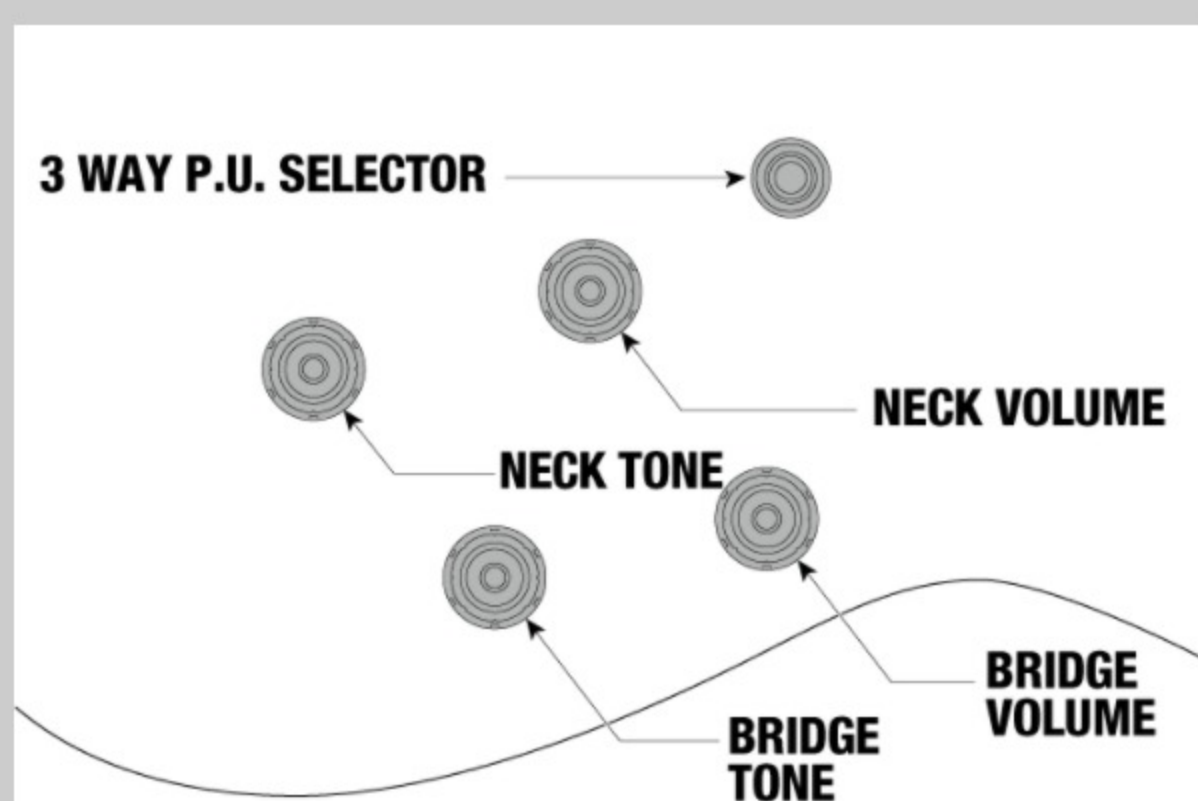 3 WAY P.U. SELECTOR
NECK VOLUME
NECK TONE
BRIDGE
VOLUME
BRIDGE
TONE